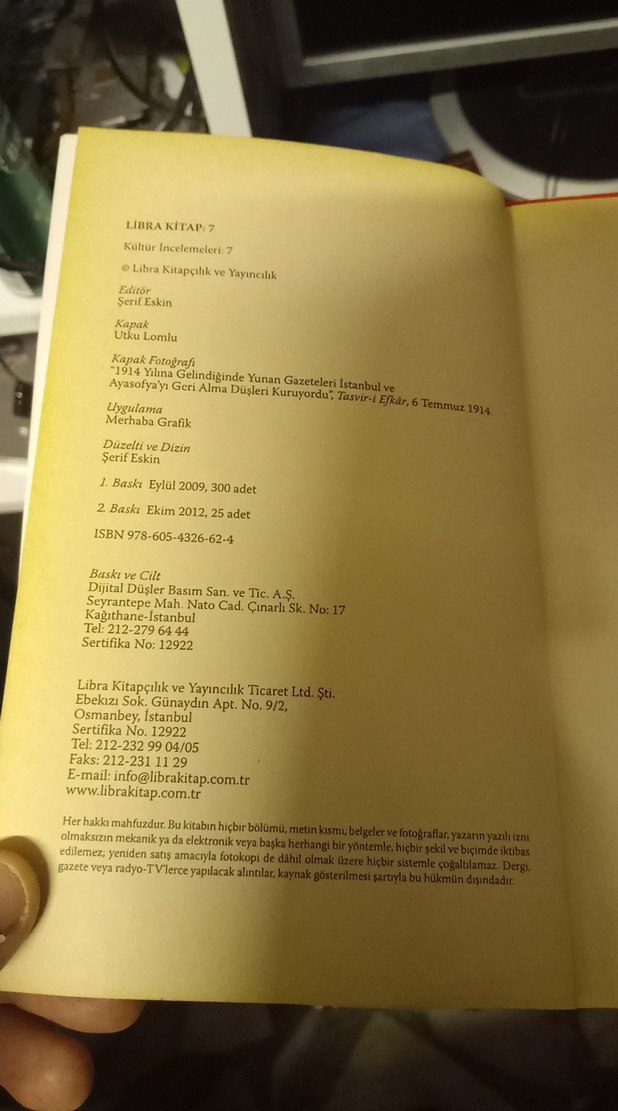 LİBRA KİTAP: 7
Kültür İncelemeleri: 7
© Libra Kitapçılık ve Yayıncılık
Editör
Şerif Eskin
Kapak
Utku Lomlu
Kapak Fotoğrafı
"1914 Yılına Gelindiğinde Yunan Gazeteleri İstanbul ve
Ayasofya'yı Geri Alma Düşleri Kuruyordu", Tasvir-i Efkâr, 6 Temmuz 1914
Uygulama
Merhaba Grafik
Düzelti ve Dizin
Şerif Eskin
1. Baskı Eylül 2009, 300 adet
2. Baskı Ekim 2012, 25 adet
ISBN 978-605-4326-62-4
Baskı ve Cilt
Dijital Düşler Basım San. ve Tic. A.Ş.
Seyrantepe Mah. Nato Cad. Çınarlı Sk. No: 17
Kağıthane-İstanbul
Tel: 212-279 64 44
Sertifika No: 12922
Libra Kitapçılık ve Yayıncılık Ticaret Ltd. Şti.
Ebekızı Sok. Günaydın Apt. No. 9/2,
Osmanbey, İstanbul
Sertifika No. 12922
Tel: 212-232 99 04/05
Faks: 212-231 11 29
E-mail: info@librakitap.com.tr
www.librakitap.com.tr
Her hakkı mahfuzdur. Bu kitabın hiçbir bölümü, metin kısmı, belgeler ve fotoğraflar, yazarın yazılı izni
olmaksızın mekanik ya da elektronik veya başka herhangi bir yöntemle, hiçbir şekil ve biçimde iktibas
edilemez; yeniden satış amacıyla fotokopi de dâhil olmak üzere hiçbir sistemle çoğaltılamaz. Dergi,
gazete veya radyo-TV'lerce yapılacak alıntılar, kaynak gösterilmesi şartıyla bu hükmün dışındadır.